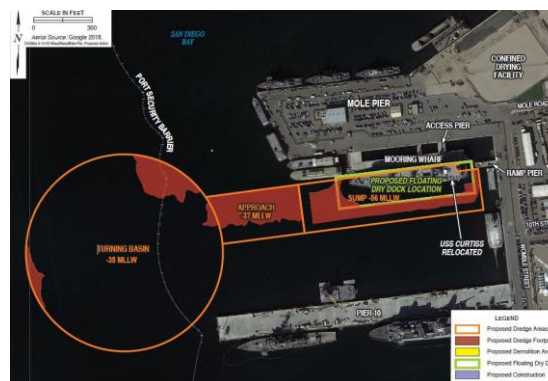 SCALE IN FEET
0 300
Aerial Source: Google 2018.
N
SAN DIEGO
BAY
PORT SECURITY BARRIER
CONFINED
DRYING
FACILITY
MOLE PIER
MOLE ROAD
ACCESS PIER
MOORING WHARF
RAMP PIER
PROPOSED FLOATING
DRY DOCK LOCATION
SUMP -56 MLLW
APPROACH
-37 MLLW
USS CURTISS
RELOCATED
TURNING BASIN
-35 MLLW
WOMBLE STREET
PIER 10
LEGEND
Proposed Dredge Areas
Proposed Dredge Footp
Proposed Demolition A
Proposed Floating Dry D
Proposed Construction